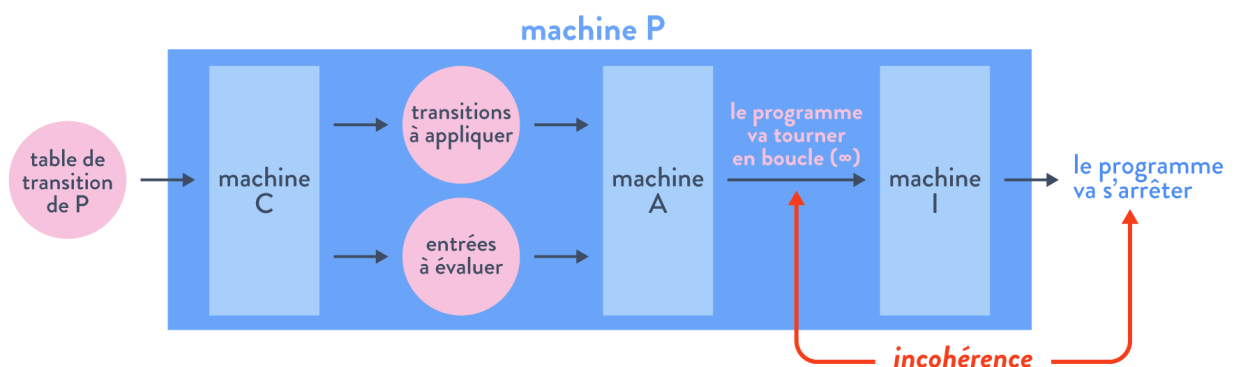 machine P
table de
transition
de P
machine
C
transitions
à appliquer
entrées
à évaluer
machine
A
le programme
va tourner
en boucle (∞)
machine
I
le programme
va s'arrêter
incohérence